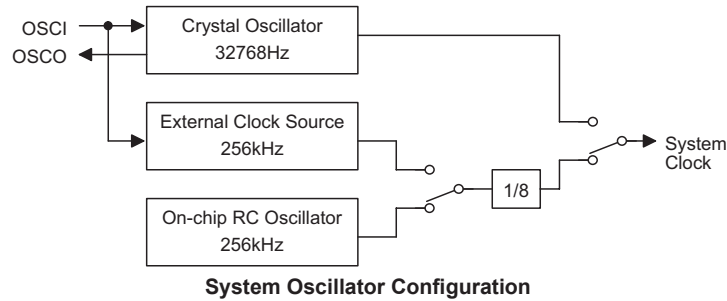 OSCI
OSCO
Crystal Oscillator
32768Hz
External Clock Source
256kHz
On-chip RC Oscillator
256kHz
1/8
System
Clock
System Oscillator Configuration